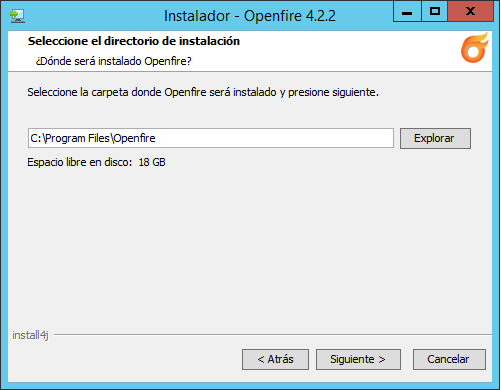 Instalador - Openfire 4.2.2
Seleccione el directorio de instalación
¿Dónde será instalado Openfire?
Seleccione la carpeta donde Openfire será instalado y presione siguiente.
C:\Program Files\Openfire
Explorar
Espacio libre en disco: 18 GB
install4j
< Atrás
Siguiente >
Cancelar